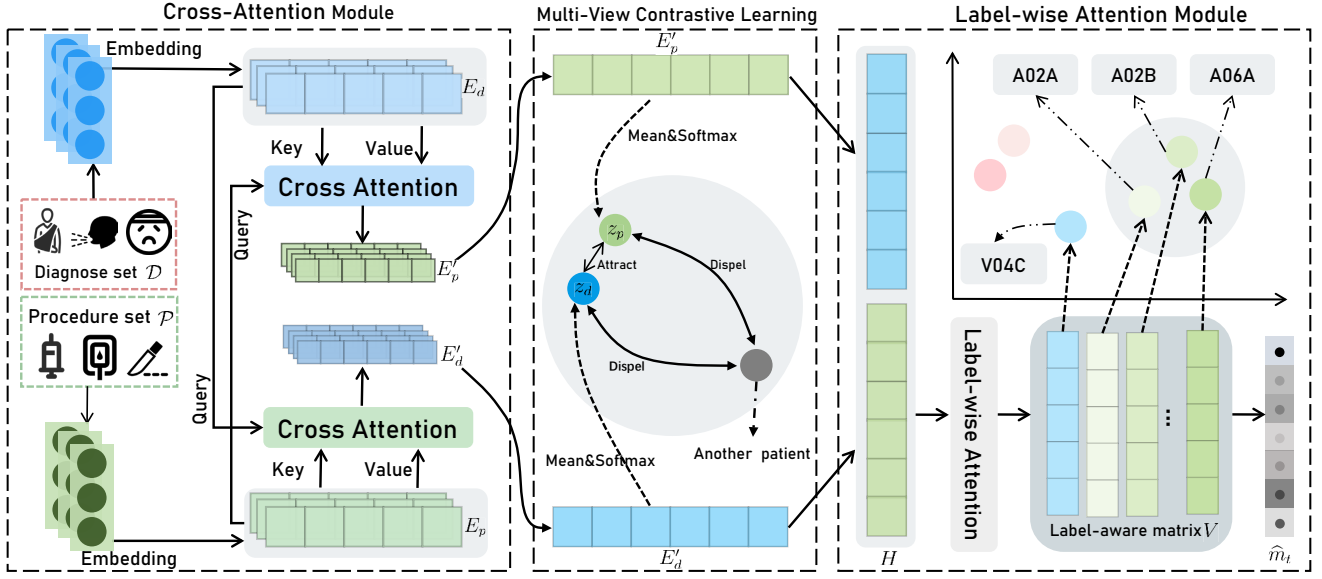 Cross-Attention Module
Embedding
E_d
Key
Value
Cross Attention
Query
E'_p
Diagnose set 𝒟
Procedure set 𝒫
E'_d
Query
Cross Attention
Key
Value
E_p
Embedding
Multi-View Contrastive Learning
E'_p
Mean&Softmax
z_p
Attract
Dispel
z_d
Dispel
Another patient
Mean&Softmax
E'_d
Label-wise Attention Module
A02A
A02B
A06A
V04C
Label-wise Attention
...
Label-aware matrix V
H
m̂_t